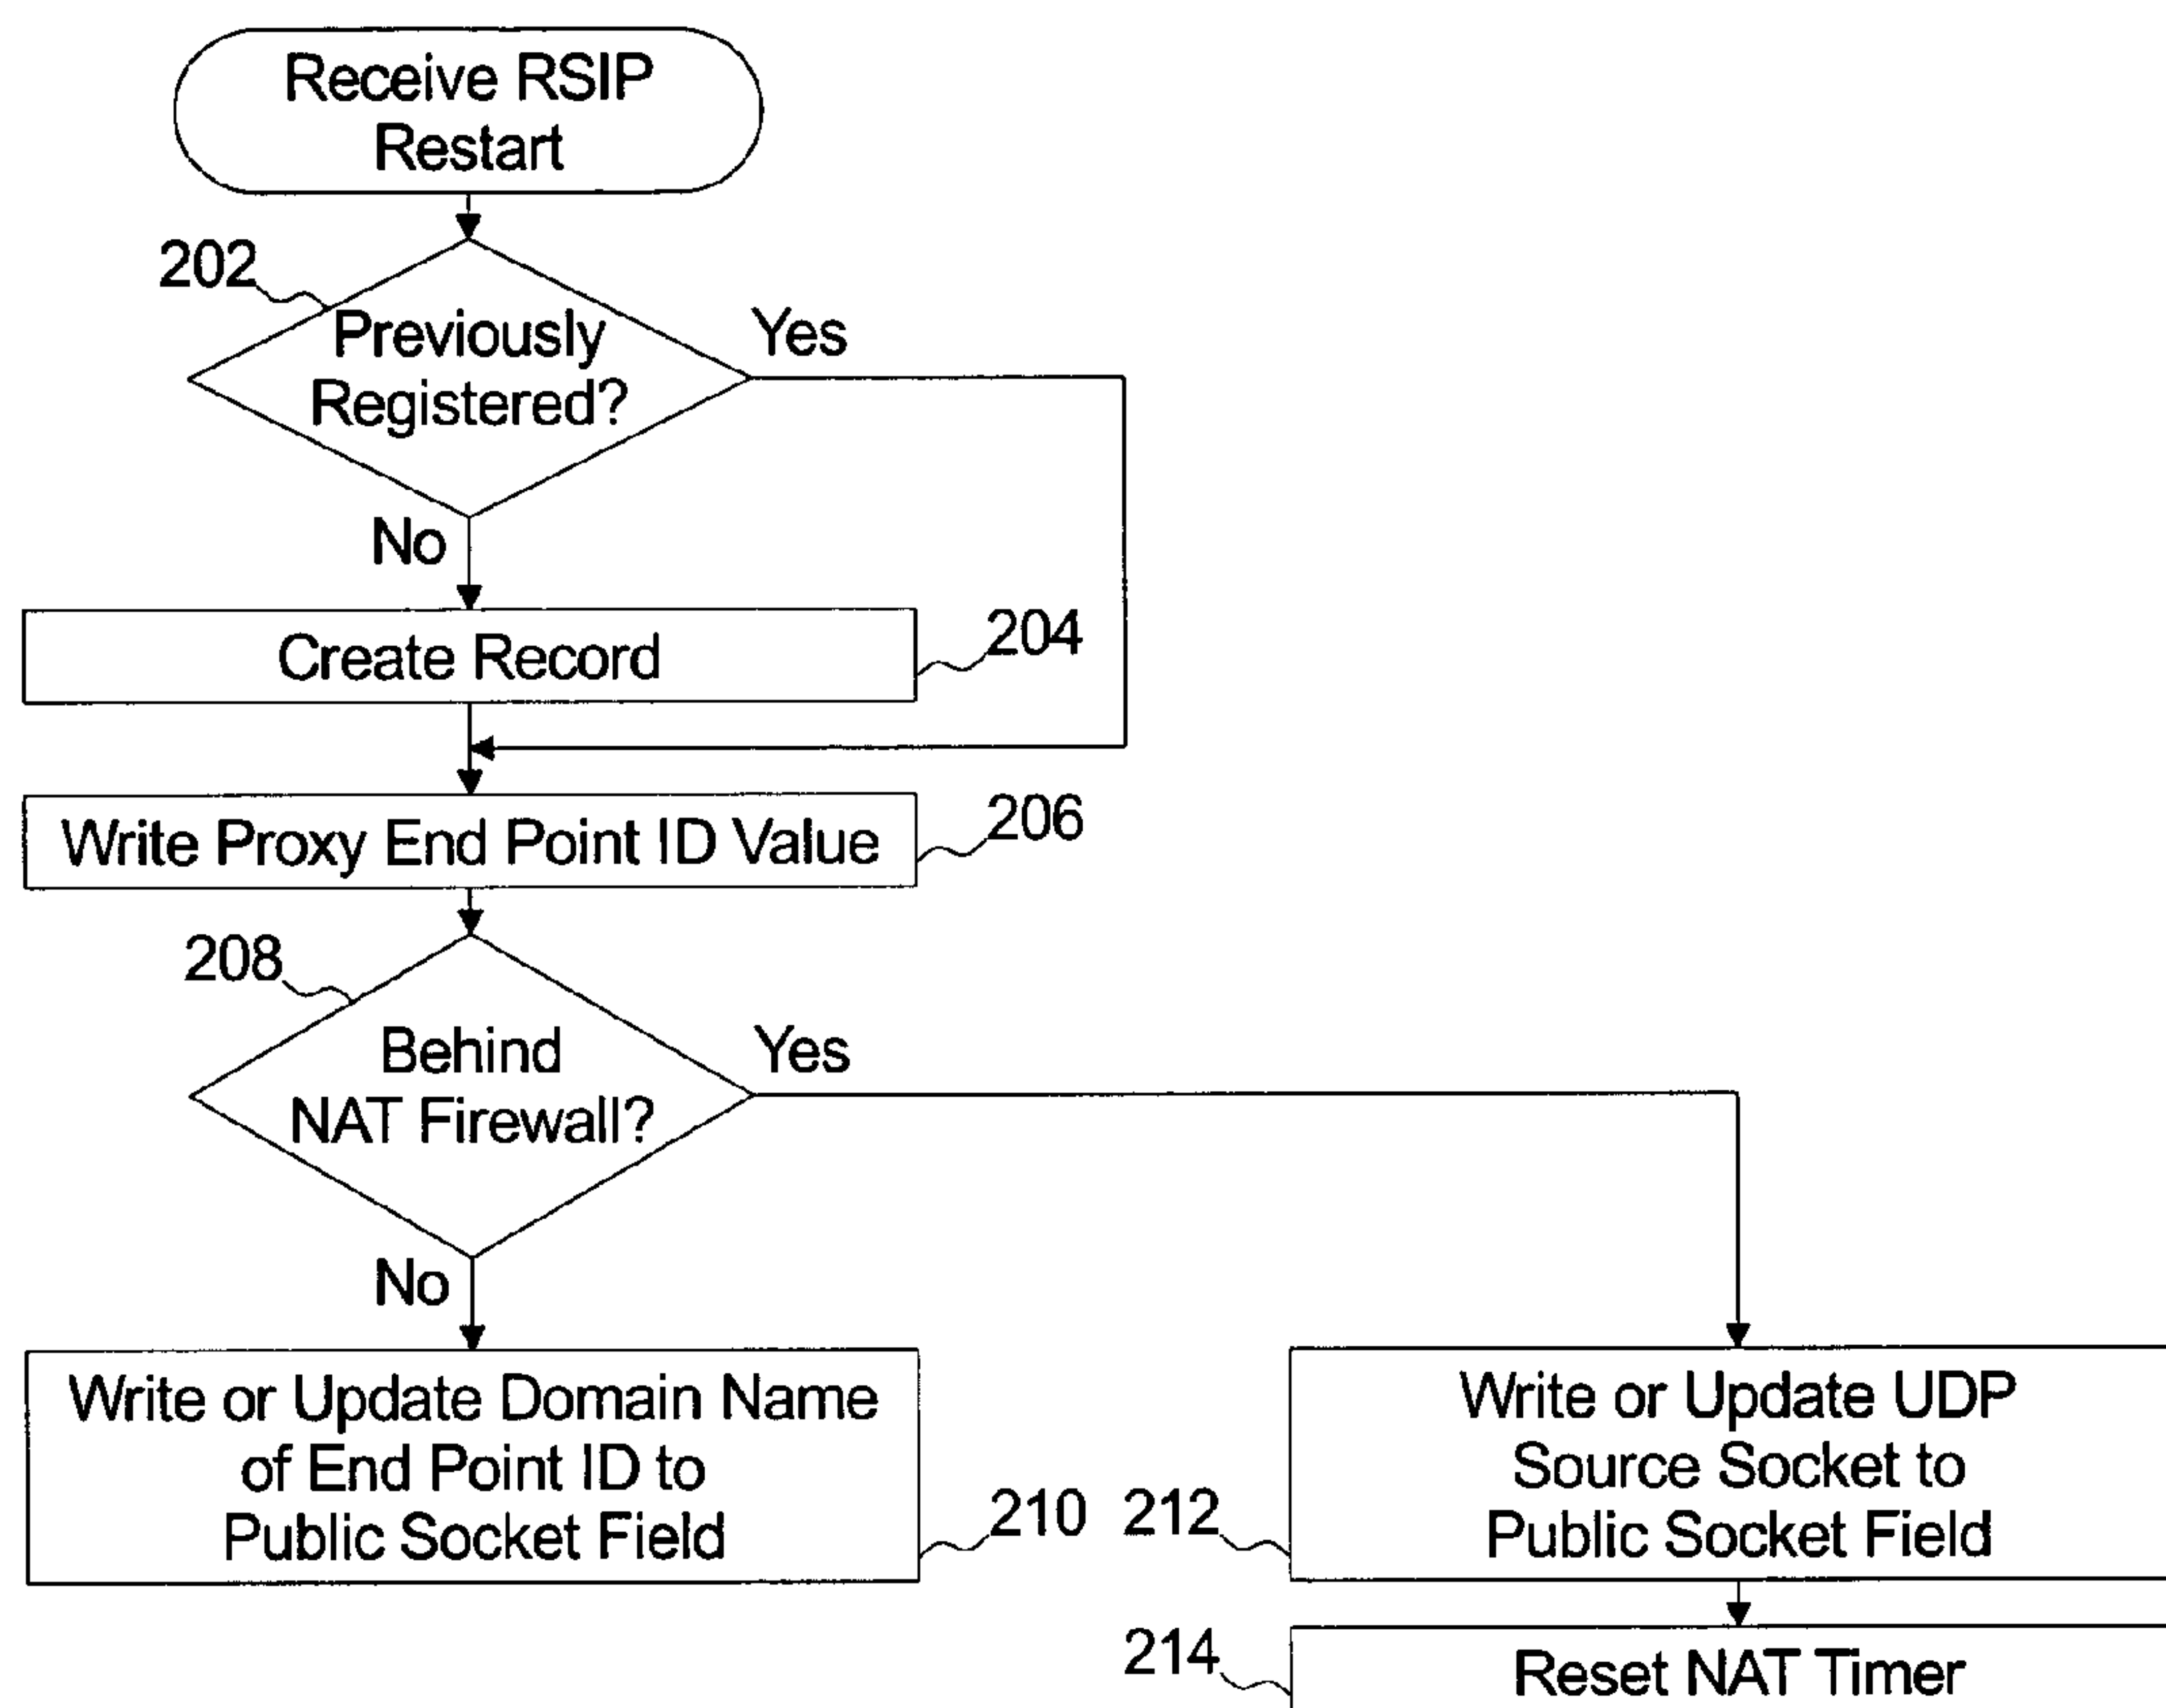 Receive RSIP
Restart
202
Previously
Registered?
Yes
No
Create Record
204
Write Proxy End Point ID Value
206
208
Behind
NAT Firewall?
Yes
No
Write or Update Domain Name
of End Point ID to
Public Socket Field
210
212
Write or Update UDP
Source Socket to
Public Socket Field
214
Reset NAT Timer